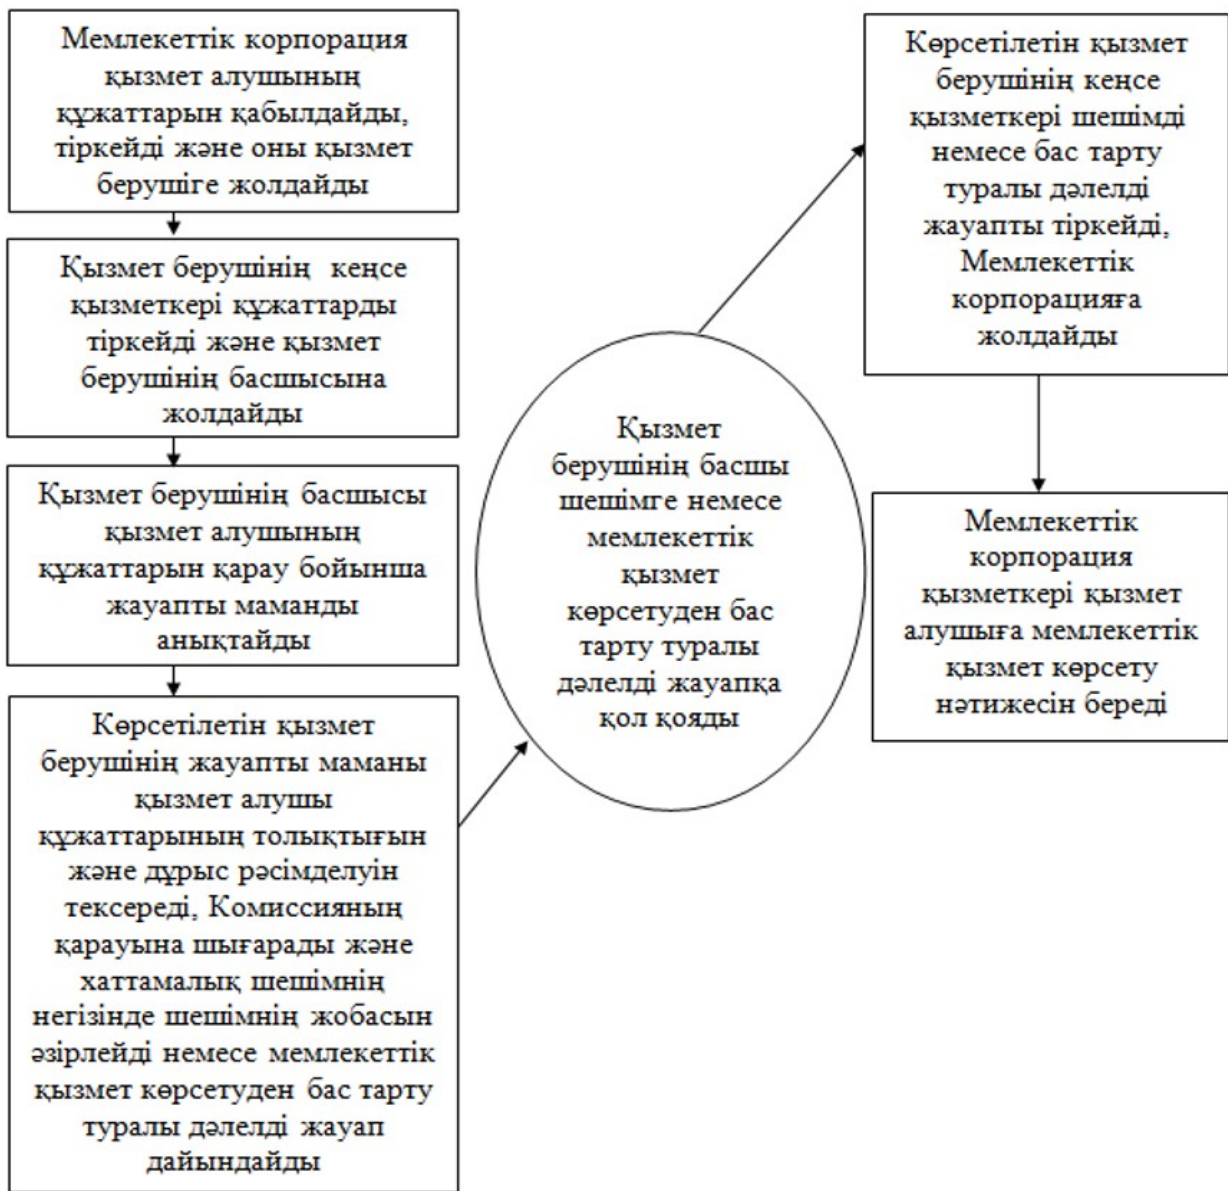 Мемлекеттік корпорация
қызмет алушының
құжаттарын қабылдайды,
тіркейді және оны қызмет
берушіге жолдайды
Қызмет берушінің кеңсе
қызметкері құжаттарды
тіркейді және қызмет
берушінің басшысына
жолдайды
Қызмет берушінің басшысы
қызмет алушының
құжаттарын қарау бойынша
жауапты маманды
анықтайды
Көрсетілетін қызмет
берушінің жауапты маманы
қызмет алушы
құжаттарының толықтығын
және дұрыс рәсімделуін
тексереді, Комиссияның
қарауына шығарады және
хаттамалық шешімнің
негізінде шешімнің жобасын
әзірлейді немесе мемлекеттік
қызмет көрсетуден бас тарту
туралы дәлелді жауап
дайындайды
Қызмет
берушінің басшы
шешімге немесе
мемлекеттік
қызмет
көрсетуден бас
тарту туралы
дәлелді жауапқа
қол қояды
Көрсетілетін қызмет
берушінің кеңсе
қызметкері шешімді
немесе бас тарту
туралы дәлелді
жауапты тіркейді,
Мемлекеттік
корпорацияға
жолдайды
Мемлекеттік
корпорация
қызметкері қызмет
алушыға мемлекеттік
қызмет көрсету
нәтижесін береді